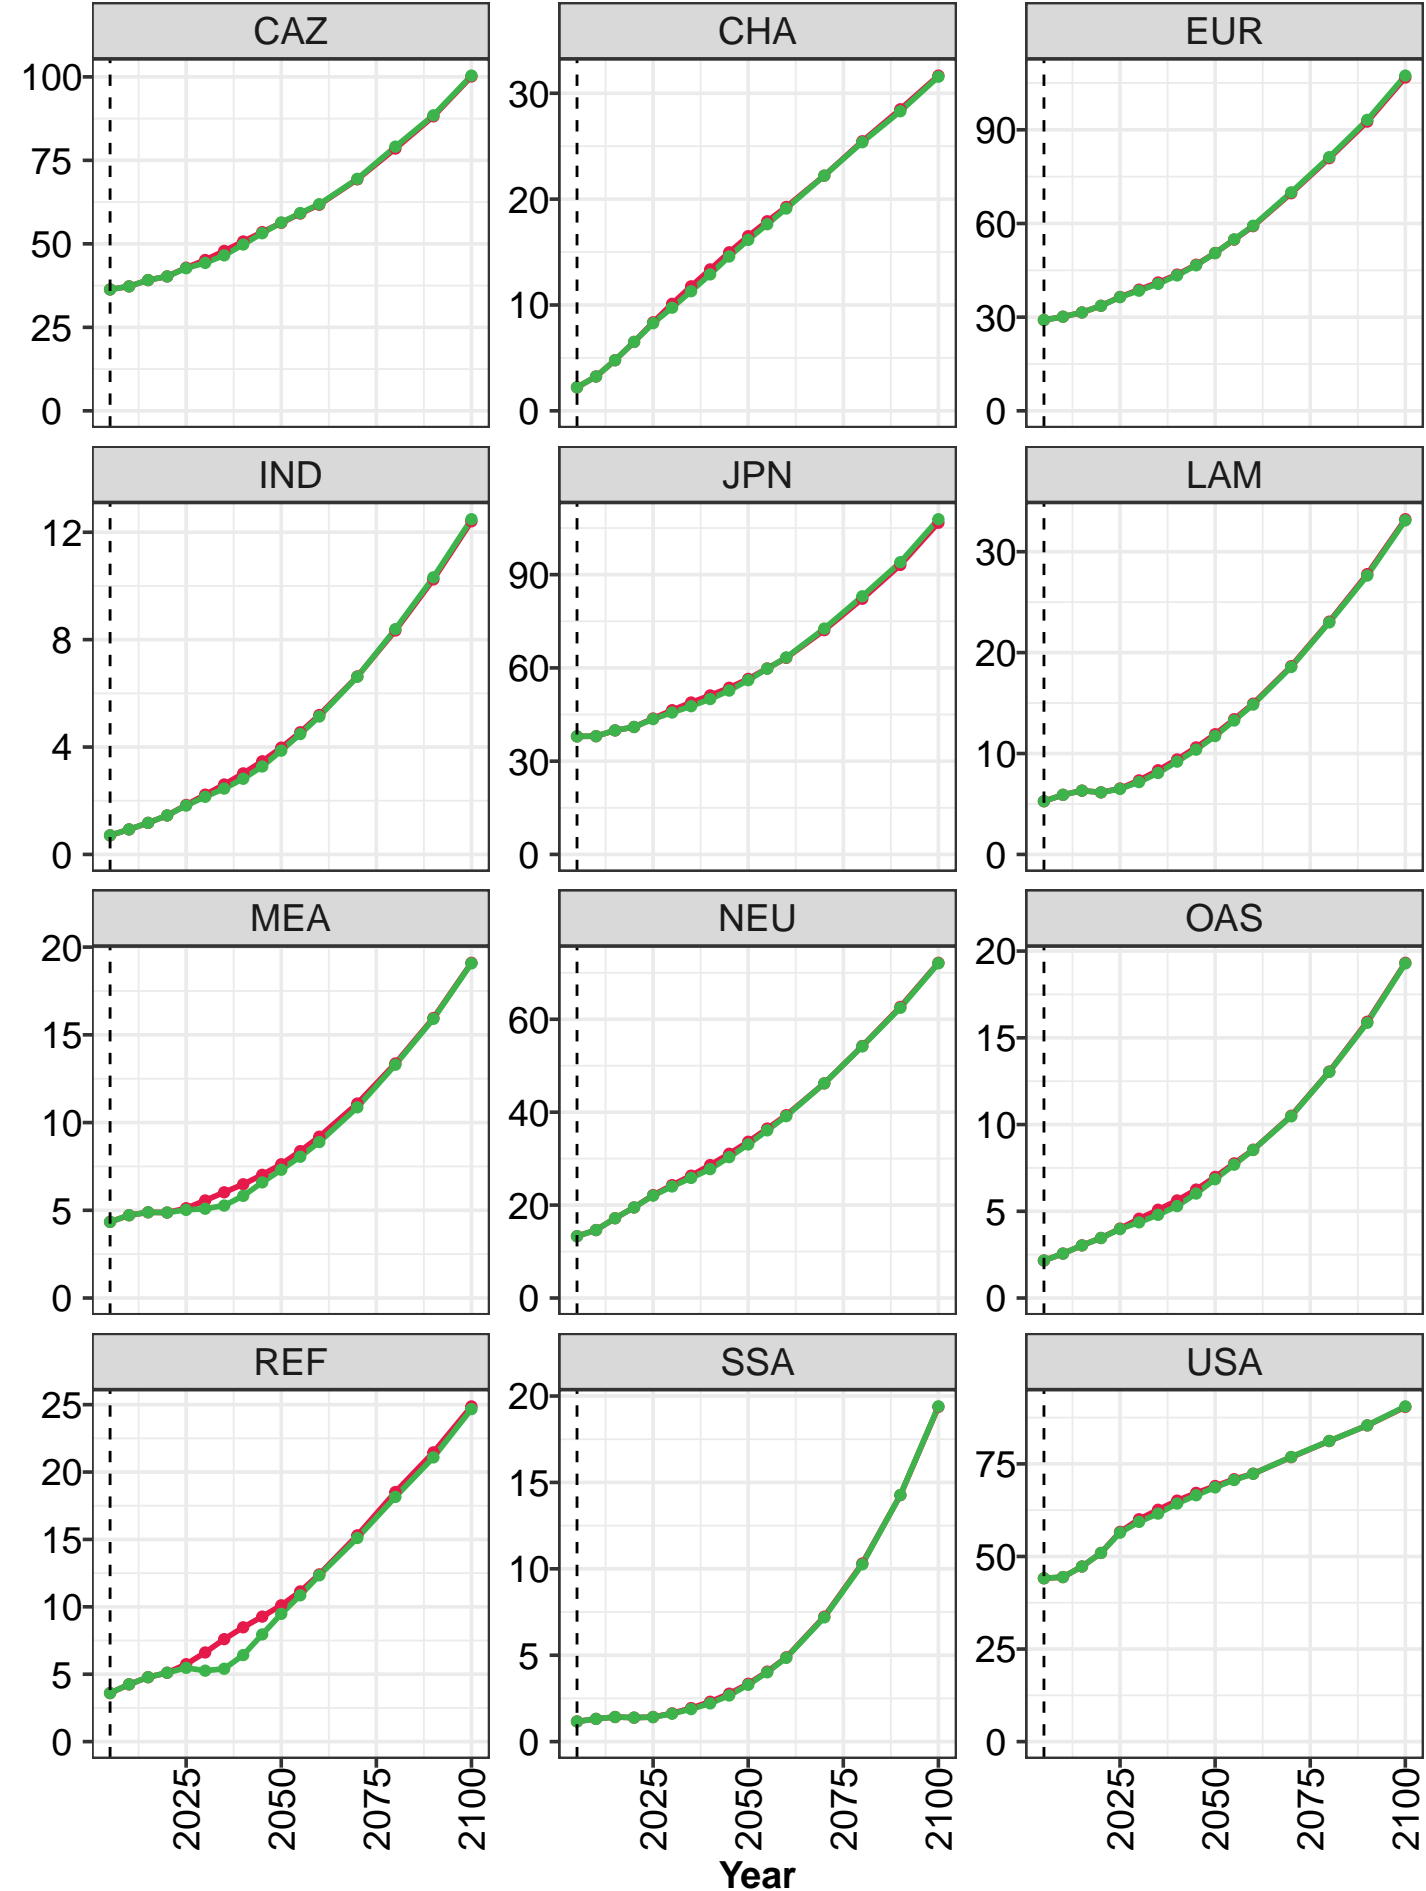 CAZ CHA EUR
100 30 90
75 20 60
50 10 30
25 0 0
0
IND JPN LAM
12 90 30
8 60 20
4 30 10
0 0 0
MEA NEU OAS
20 60 20
15 40 15
10 20 10
5 0 5
0 0
REF SSA USA
25 20 75
20 15 50
15 10 25
10 5 0
5 0
0
2025 2050 2075 2100 2025 2050 2075 2100 2025 2050 2075 2100
Year